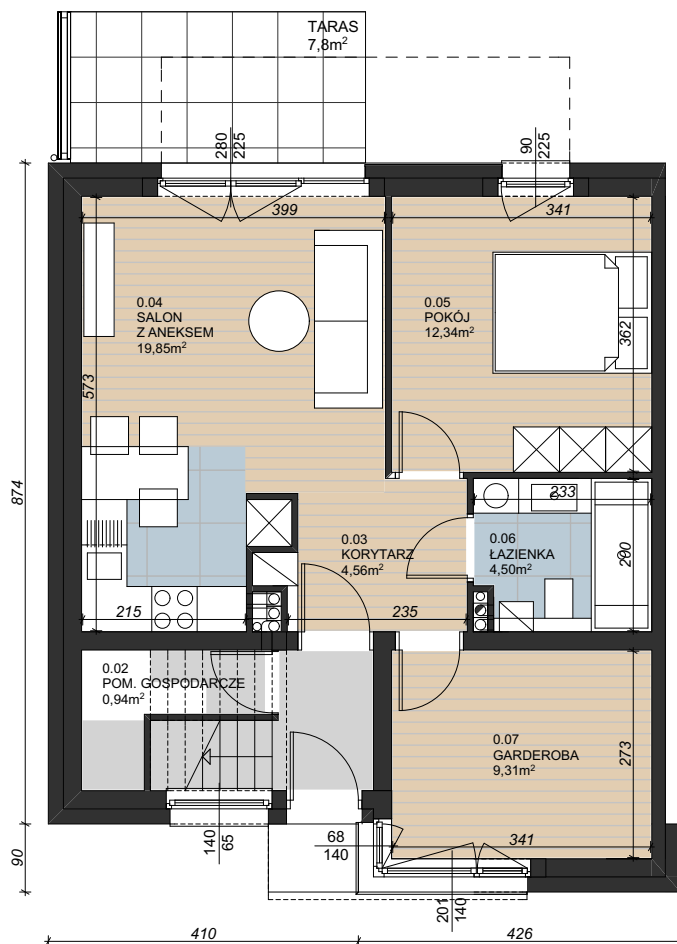 TARAS
7,8m²
280
225
90
225
399
341
0.04
SALON
Z ANEKSEM
19,85m²
0.05
POKÓJ
12,34m²
362
573
874
233
0.03
KORYTARZ
4,56m²
0.06
ŁAZIENKA
4,50m²
200
215
235
0.02
POM. GOSPODARCZE
0,94m²
0.07
GARDEROBA
9,31m²
273
140
65
68
140
341
90
201
140
410
426